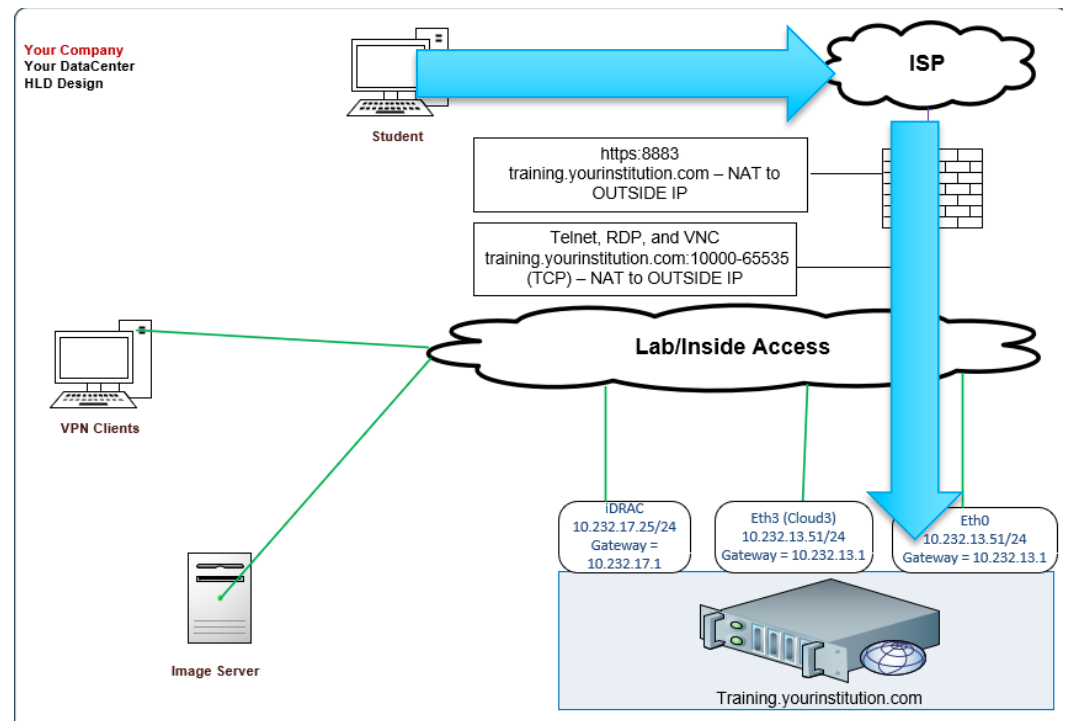 Your Company
Your DataCenter
HLD Design
Student
ISP
https:8883
training.yourinstitution.com – NAT to
OUTSIDE IP
Telnet, RDP, and VNC
training.yourinstitution.com:10000-65535
(TCP) – NAT to OUTSIDE IP
Lab/Inside Access
VPN Clients
Image Server
iDRAC
10.232.17.25/24
Gateway =
10.232.17.1
Eth3 (Cloud3)
10.232.13.51/24
Gateway = 10.232.13.1
Eth0
10.232.13.51/24
Gateway = 10.232.13.1
Training.yourinstitution.com